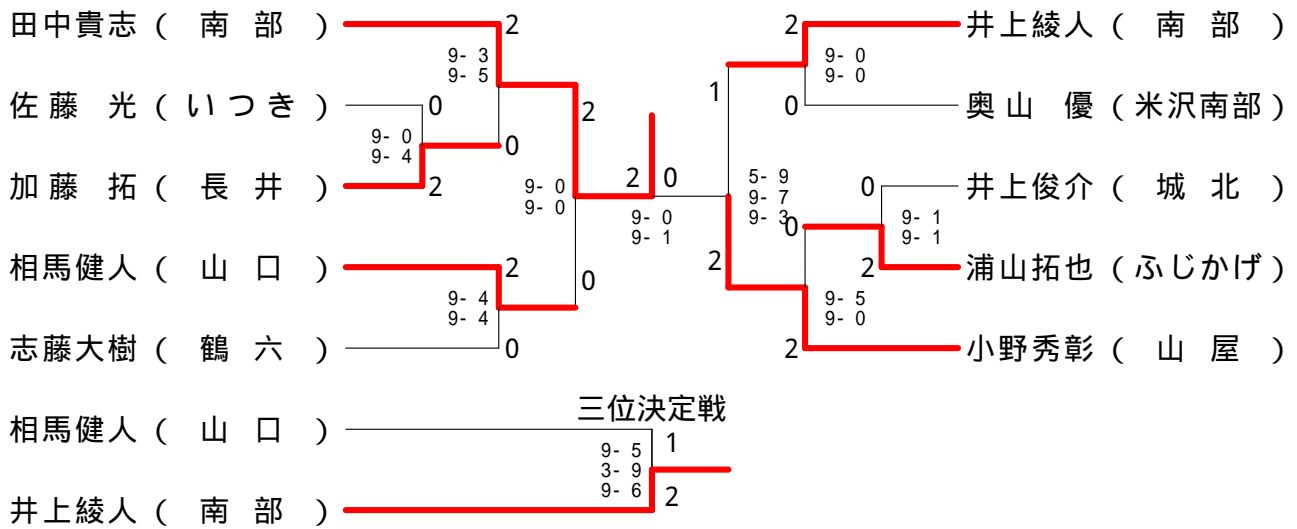 田中貴志 ( 南 部 ) 2 2 井上綾人 ( 南 部 )
9- 3 9- 0
9- 5 9- 0
佐藤 光 ( いつき ) 0 2 1 0 奥山 優 (米沢南部)
9- 0
9- 4 0
加藤 拓 ( 長 井 ) 2 9- 0 2 0 5- 9 0 井上俊介 ( 城 北 )
9- 0 9- 7
9- 0 9- 3 0 9- 1
9- 1 9- 1
相馬健人 ( 山 口 ) 2 0 2 2 浦山拓也 (ふじかげ)
9- 4 9- 5
9- 4 9- 0
志藤大樹 ( 鶴 六 ) 0 2 小野秀彰 ( 山 屋 )
三位決定戦
相馬健人 ( 山 口 ) 1
9- 5
3- 9
9- 6
井上綾人 ( 南 部 ) 2